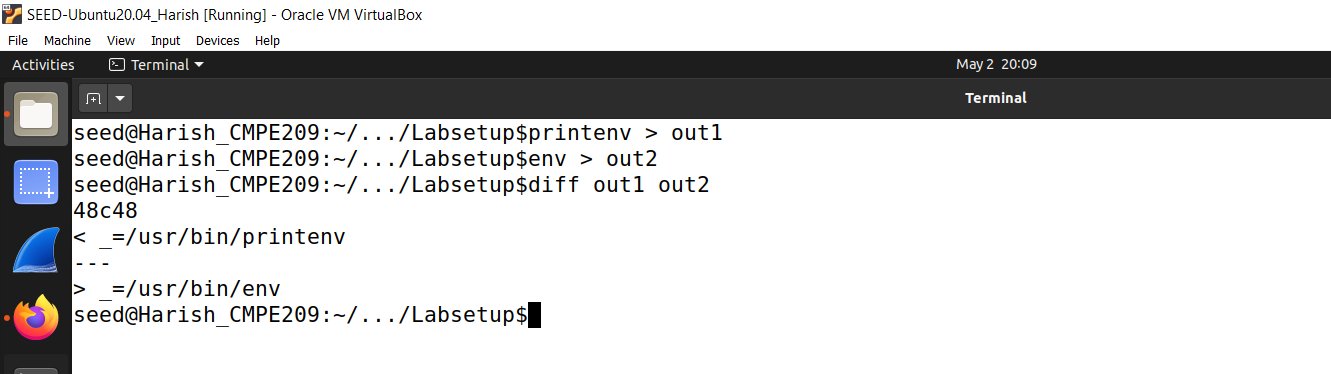 SEED-Ubuntu20.04_Harish [Running] - Oracle VM VirtualBox
File Machine View Input Devices Help
Activities Terminal May 2 20:09
Terminal
seed@Harish_CMPE209:~/.../Labsetup$printenv > out1
seed@Harish_CMPE209:~/.../Labsetup$env > out2
seed@Harish_CMPE209:~/.../Labsetup$diff out1 out2
48c48
< _=/usr/bin/printenv
---
> _=/usr/bin/env
seed@Harish_CMPE209:~/.../Labsetup$